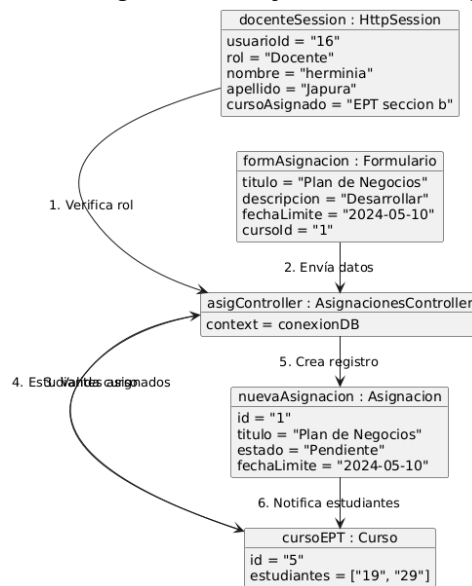 docenteSession : HttpSession
usuarioId = "16"
rol = "Docente"
nombre = "herminia"
apellido = "Japura"
cursoAsignado = "EPT seccion b"
formAsignacion : Formulario
titulo = "Plan de Negocios"
descripcion = "Desarrollar"
fechaLimite = "2024-05-10"
cursoId = "1"
1. Verifica rol
2. Envía datos
asigController : AsignacionesController
context = conexionDB
4. Estudiantes asignados
5. Crea registro
nuevaAsignacion : Asignacion
id = "1"
titulo = "Plan de Negocios"
estado = "Pendiente"
fechaLimite = "2024-05-10"
6. Notifica estudiantes
cursoEPT : Curso
id = "5"
estudiantes = ["19", "29"]